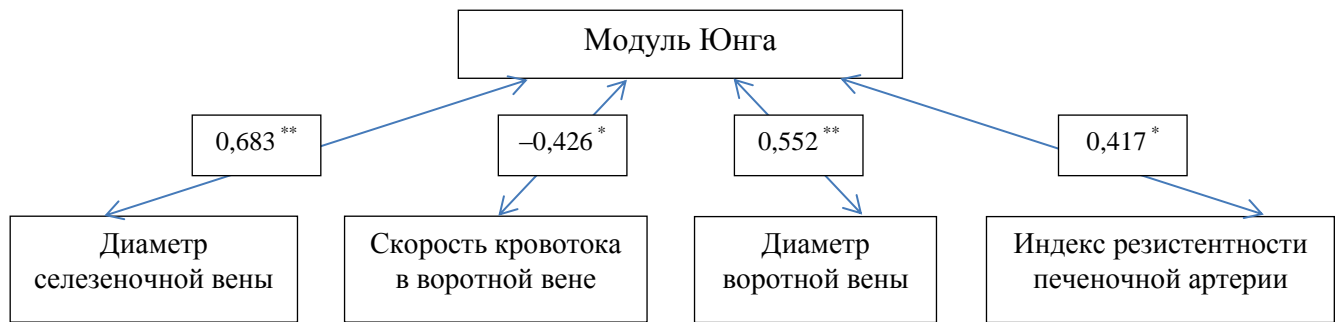 Модуль Юнга
0,683 **
–0,426 *
0,552 **
0,417 *
Диаметр
селезеночной вены
Скорость кровотока
в воротной вене
Диаметр
воротной вены
Индекс резистентности
печеночной артерии